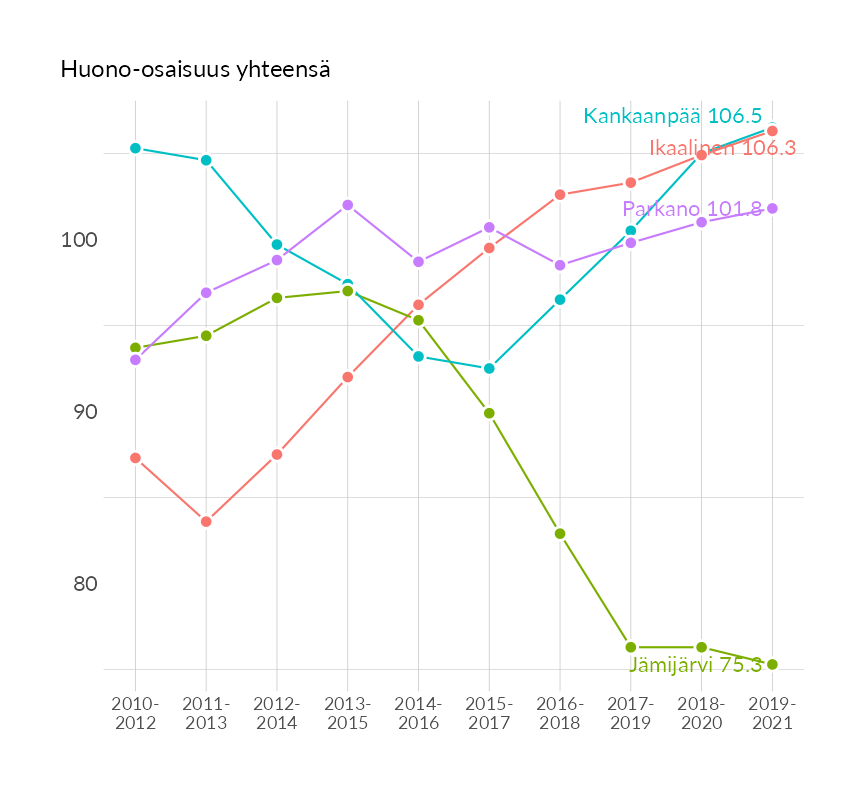 Huono-osaisuus yhteensä
Kankaanpää 106.5
Ikaalinen 106.3
Parkano 101.8
100
90
80
Jämijärvi 75.3
2010- 2011- 2012- 2013- 2014- 2015- 2016- 2017- 2018- 2019-
2012 2013 2014 2015 2016 2017 2018 2019 2020 2021